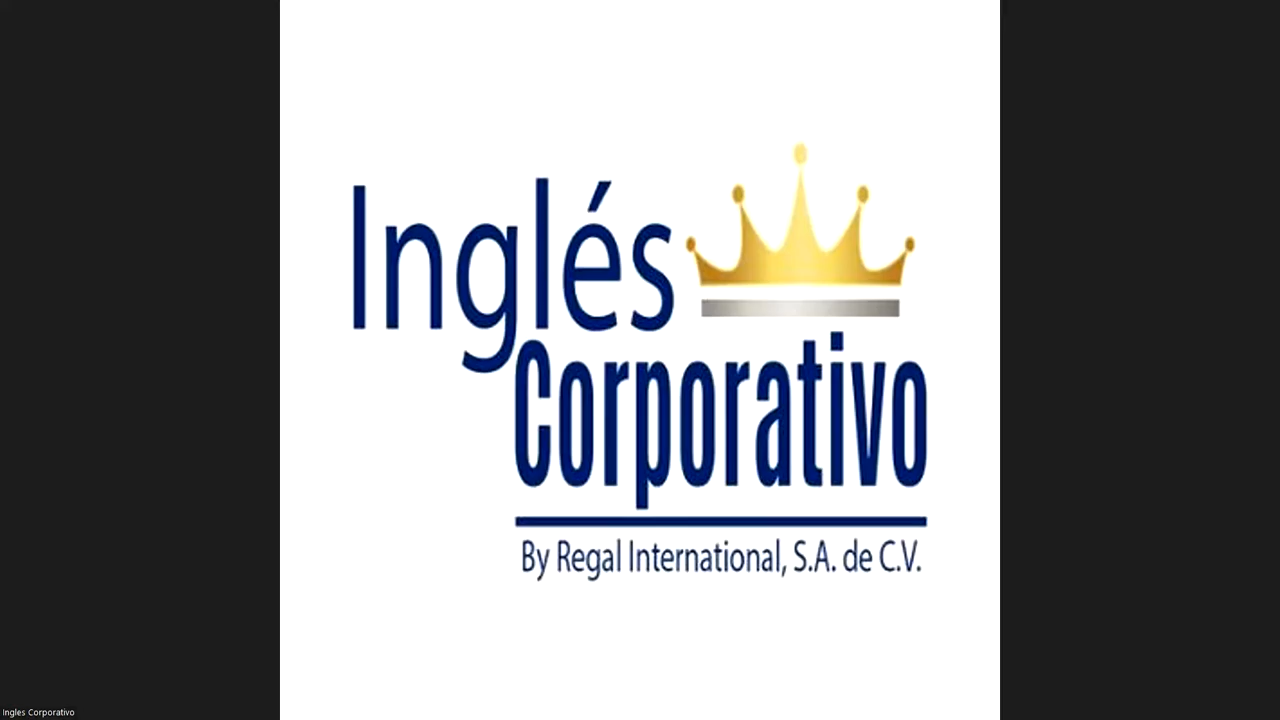 Inglés
Corporativo
By Regal International, S.A. de C.V.
Ingles Corporativo